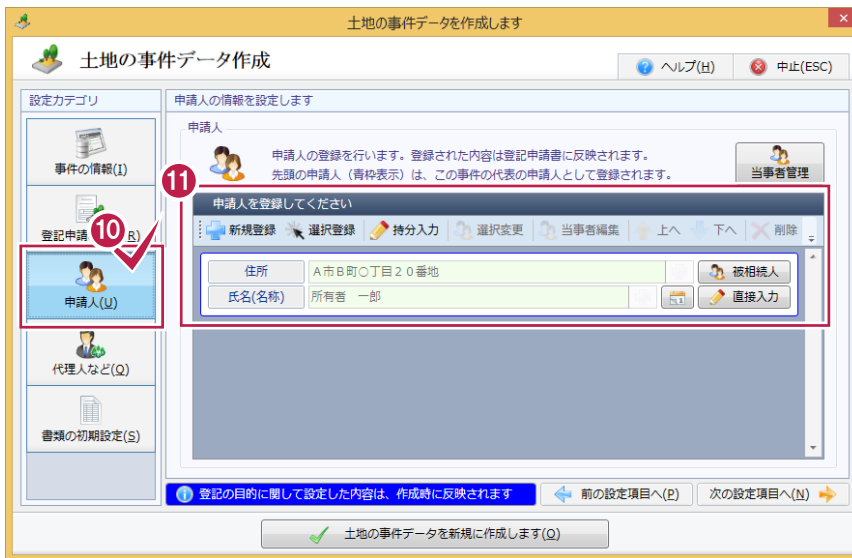 土地の事件データを作成します
土地の事件データ作成
ヘルプ(H)
中止(ESC)
設定カテゴリ
事件の情報(I)
登記申請
R)
申請人(U)
代理人など(Q)
書類の初期設定(S)
申請人の情報を設定します
申請人
申請人の登録を行います。登録された内容は登記申請書に反映されます。
先頭の申請人（青枠表示）は、この事件の代表の申請人として登録されます。
当事者管理
10
11
申請人を登録してください
新規登録 選択登録 持分入力 選択変更 当事者編集 上へ 下へ 削除
住所 A市B町○丁目20番地 被相続人
氏名(名称) 所有者 一郎 直接入力
登記の目的に関して設定した内容は、作成時に反映されます
前の設定項目へ(P)
次の設定項目へ(N)
土地の事件データを新規に作成します(O)